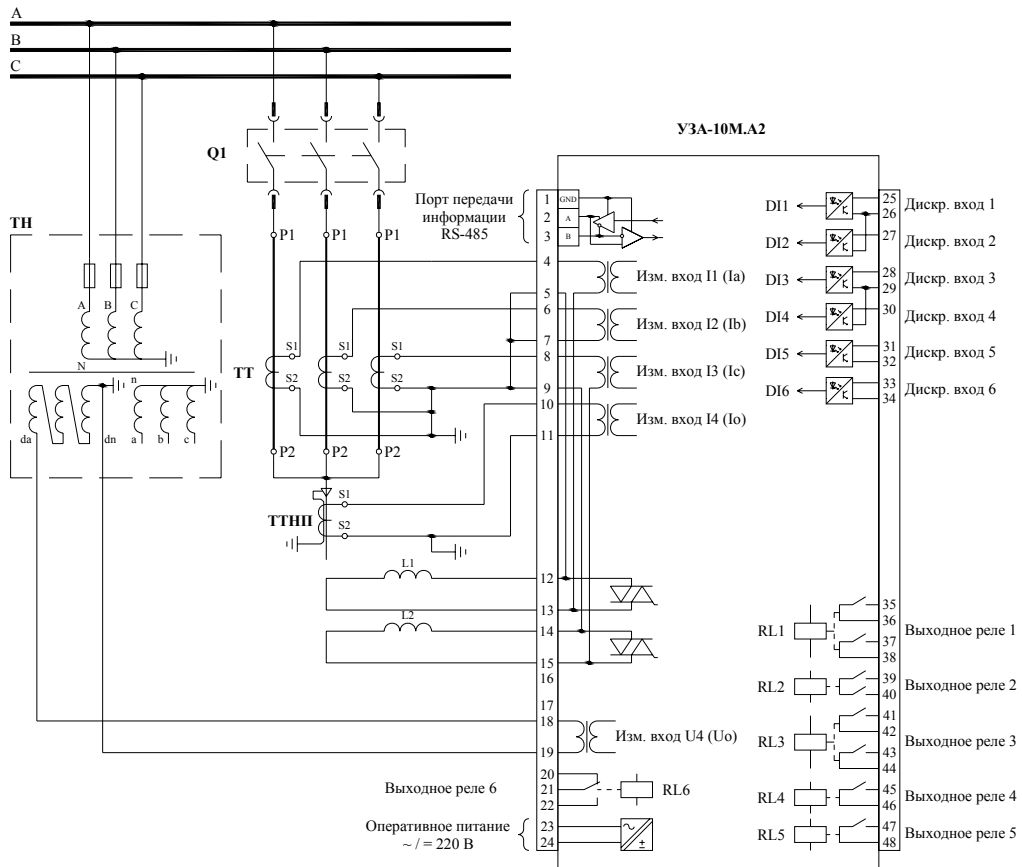 A
B
C
Q1
УЗА-10М.А2
Порт передачи
информации
RS-485
1
2
3
GND
A
B
ТН
P1
P1
P1
A
B
C
N
n
da
dn
a
b
c
ТТ
S1
S1
S1
S2
S2
S2
P2
P2
P2
ТТНП
S1
S2
4
Изм. вход I1 (Ia)
5
6
Изм. вход I2 (Ib)
7
8
Изм. вход I3 (Ic)
9
10
Изм. вход I4 (Io)
11
L1
12
13
L2
14
15
16
17
18
Изм. вход U4 (Uo)
19
20
Выходное реле 6
21
RL6
22
Оперативное питание
~ / = 220 В
23
24
DI1
25
26
Дискр. вход 1
DI2
27
Дискр. вход 2
DI3
28
29
Дискр. вход 3
DI4
30
Дискр. вход 4
DI5
31
32
Дискр. вход 5
DI6
33
34
Дискр. вход 6
RL1
35
36
37
38
Выходное реле 1
RL2
39
40
Выходное реле 2
RL3
41
42
43
44
Выходное реле 3
RL4
45
46
Выходное реле 4
RL5
47
48
Выходное реле 5